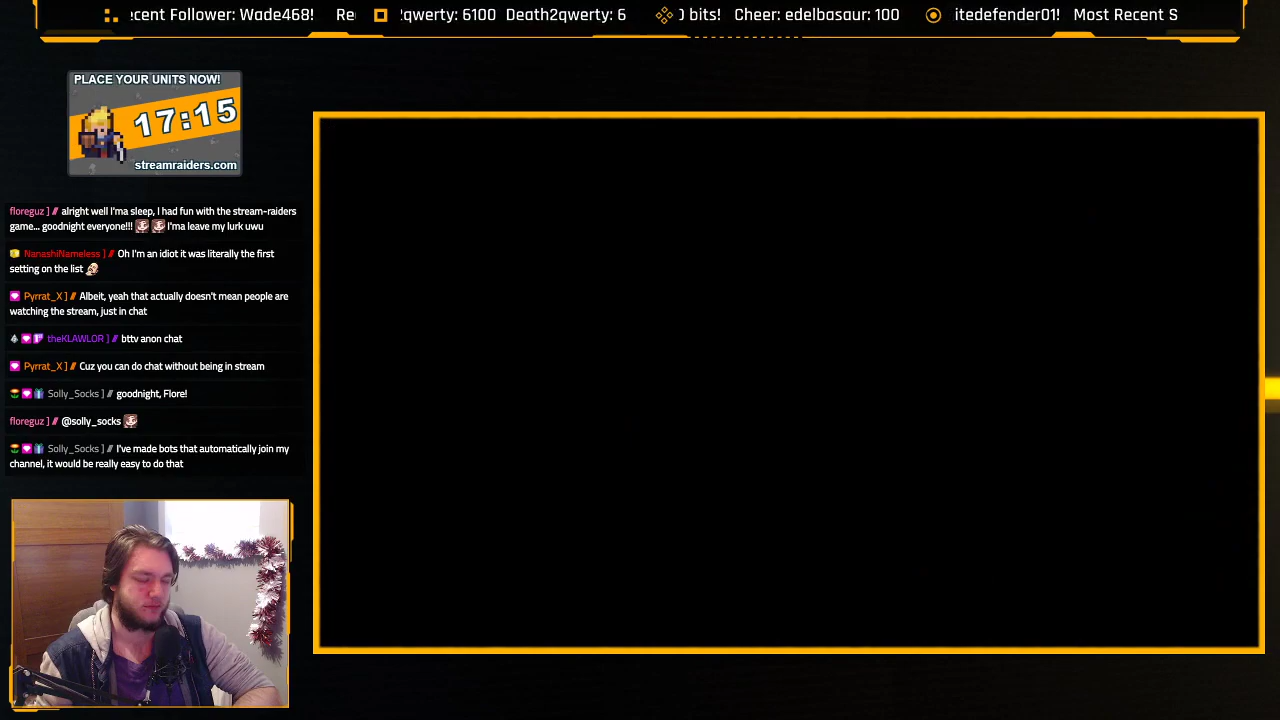 ecent Follower: Wade468! Re
!qwerty: 6100 Death2qwerty: 6
0 bits! Cheer: edelbasaur: 100
itedefender01! Most Recent S
PLACE YOUR UNITS NOW!
17:15
streamraiders.com
floreguz ] // alright well I'ma sleep, I had fun with the stream-raiders
game... goodnight everyone!!! I'ma leave my lurk uwu
NanashiNameless ] // Oh I'm an idiot it was literally the first
setting on the list
Pyrrat_X ] // Albeit, yeah that actually doesn't mean people are
watching the stream, just in chat
theKLAWLOR ] // bttv anon chat
Pyrrat_X ] // Cuz you can do chat without being in stream
Solly_Socks ] // goodnight, Flore!
floreguz ] // @solly_socks
Solly_Socks ] // I've made bots that automatically join my
channel, it would be really easy to do that